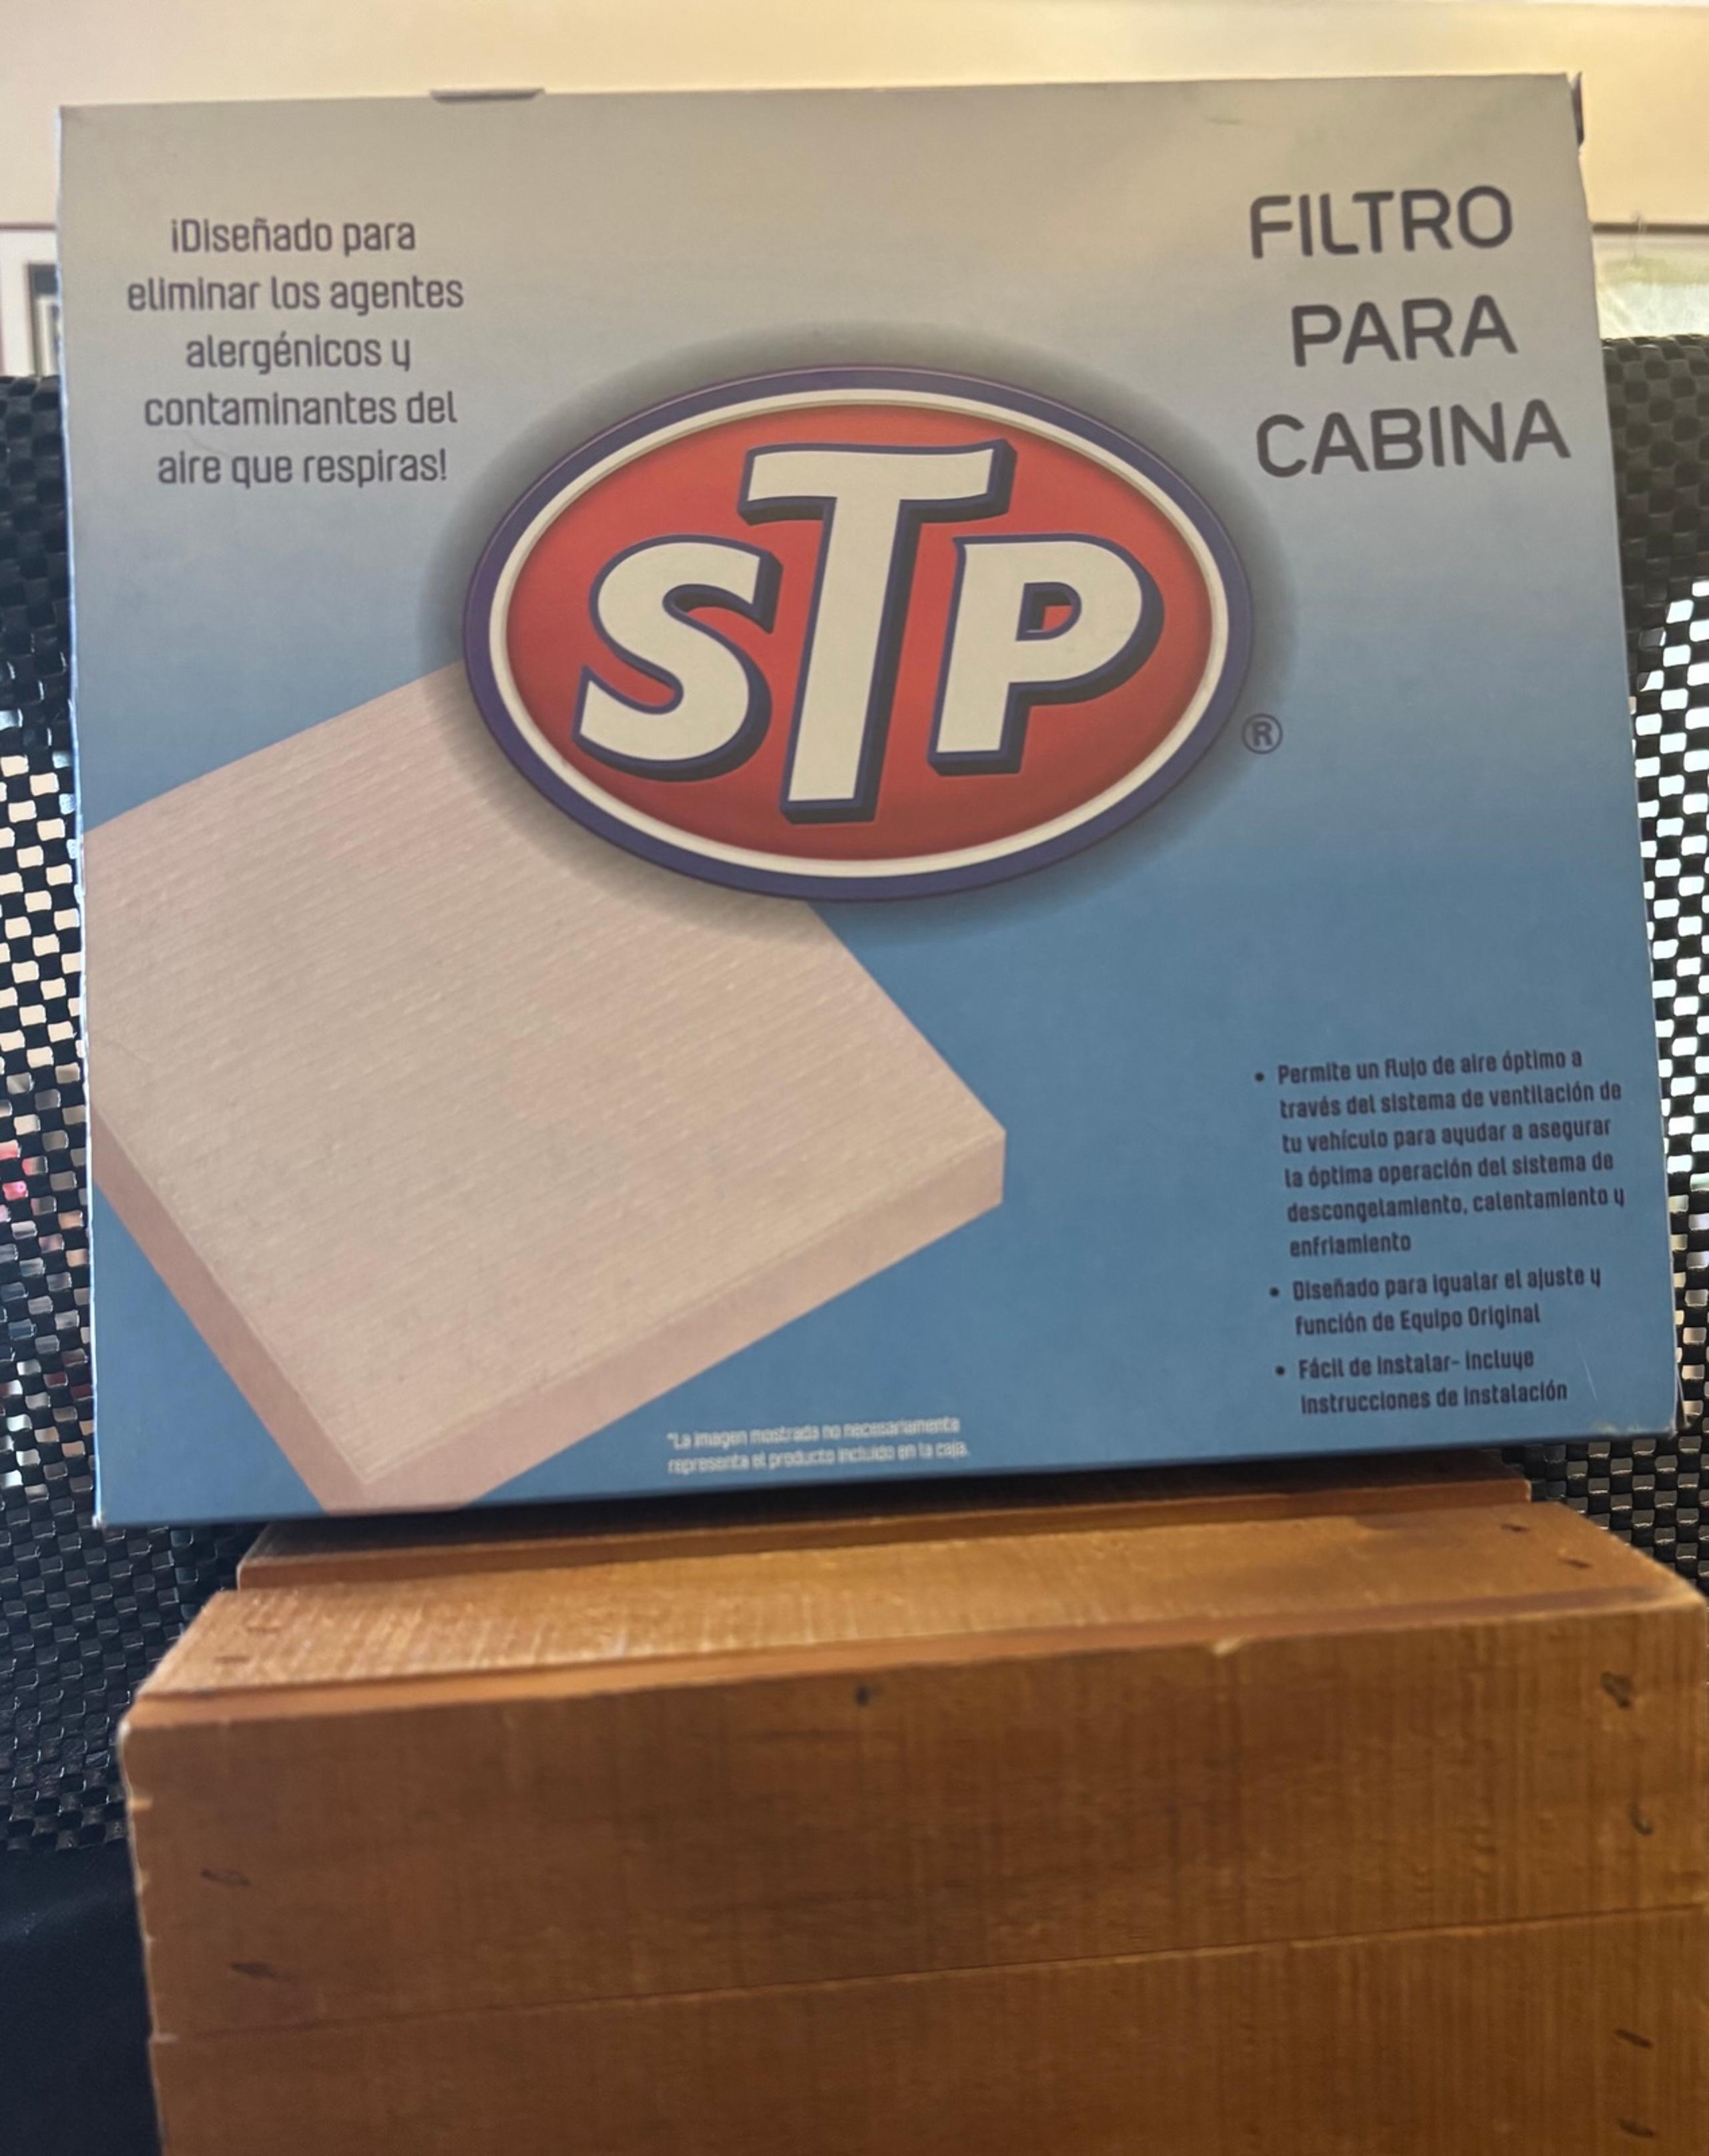 ¡Diseñado para
eliminar los agentes
alergénicos y
contaminantes del
aire que respiras!
FILTRO
PARA
CABINA
STP
®
• Permite un flujo de aire óptimo a
través del sistema de ventilación de
tu vehículo para ayudar a asegurar
la óptima operación del sistema de
descongelamiento, calentamiento y
enfriamiento
• Diseñado para igualar el ajuste y
función de Equipo Original
• Fácil de instalar- incluye
instrucciones de instalación
*La imagen mostrada no necesariamente
representa el producto incluido en la caja.